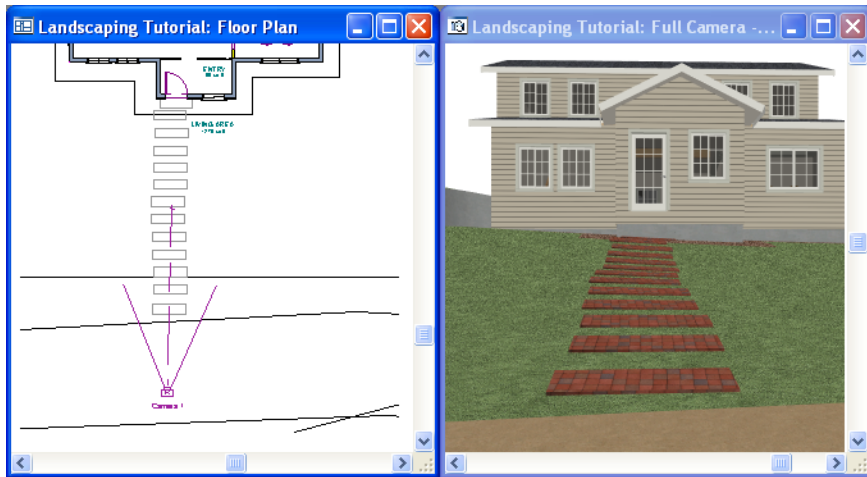 Landscaping Tutorial: Floor Plan
Landscaping Tutorial: Full Camera -...
ENTRY
LIVING AREA
Camera 1